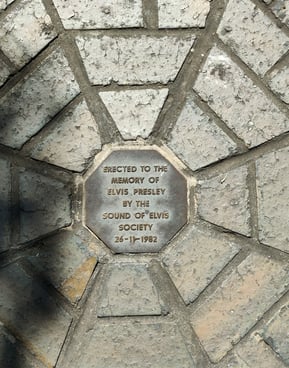 ERECTED TO THE
MEMORY OF
ELVIS PRESLEY
BY THE
SOUND OF ELVIS
SOCIETY
26-11-1982